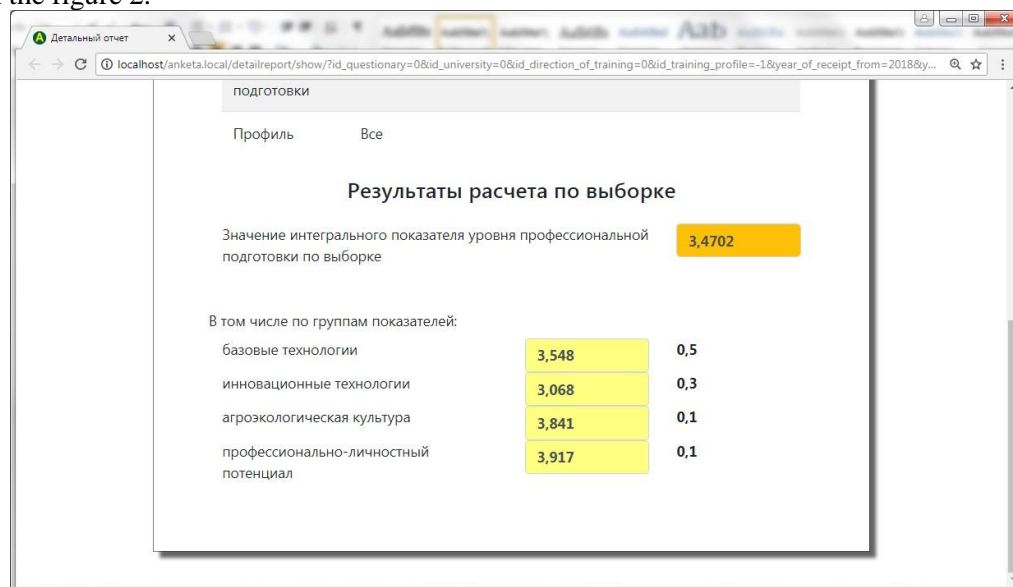 the figure 2.
Детальный отчет
localhost/anketa.local/detailreport/show/?id_questionary=0&id_university=0&id_direction_of_training=0&id_training_profile=-1&year_of_receipt_from=2018&y...
подготовки
Профиль Все
Результаты расчета по выборке
Значение интегрального показателя уровня профессиональной 3,4702
подготовки по выборке
В том числе по группам показателей:
базовые технологии 3,548 0,5
инновационные технологии 3,068 0,3
агроэкологическая культура 3,841 0,1
профессионально-личностный 3,917 0,1
потенциал